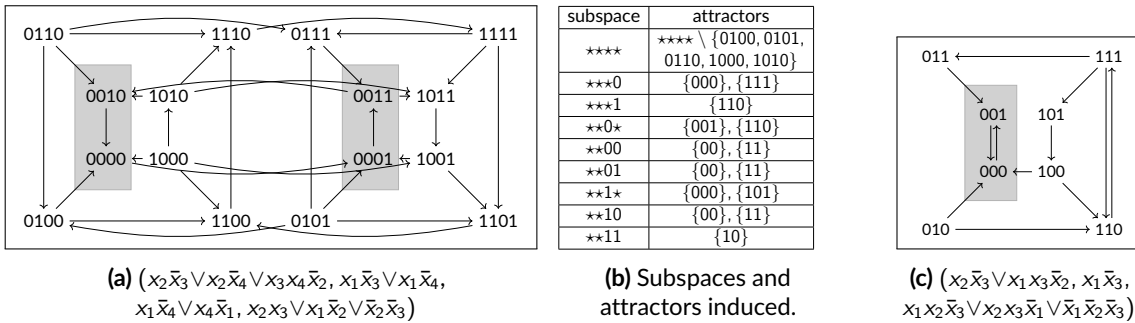 0110 1110 0111 1111
0010 1010 0011 1011
0000 1000 0001 1001
0100 1100 0101 1101
(a) (x₂x̄₃∨x₂x̄₄∨x₃x₄x̄₂, x₁x̄₃∨x₁x̄₄,
x₁x̄₄∨x₄x̄₁, x₂x₃∨x₁x̄₂∨x̄₂x̄₃)
subspace attractors
⋆⋆⋆⋆ ⋆⋆⋆⋆ \ {0100, 0101,
0110, 1000, 1010}
⋆⋆⋆0 {000}, {111}
⋆⋆⋆1 {110}
⋆⋆0⋆ {001}, {110}
⋆⋆00 {00}, {11}
⋆⋆01 {00}, {11}
⋆⋆1⋆ {000}, {101}
⋆⋆10 {00}, {11}
⋆⋆11 {10}
(b) Subspaces and
attractors induced.
011 111
001 101
000 100
010 110
(c) (x₂x̄₃∨x₁x₃x̄₂, x₁x̄₃,
x₁x₂x̄₃∨x₂x₃x̄₁∨x̄₁x̄₂x̄₃)